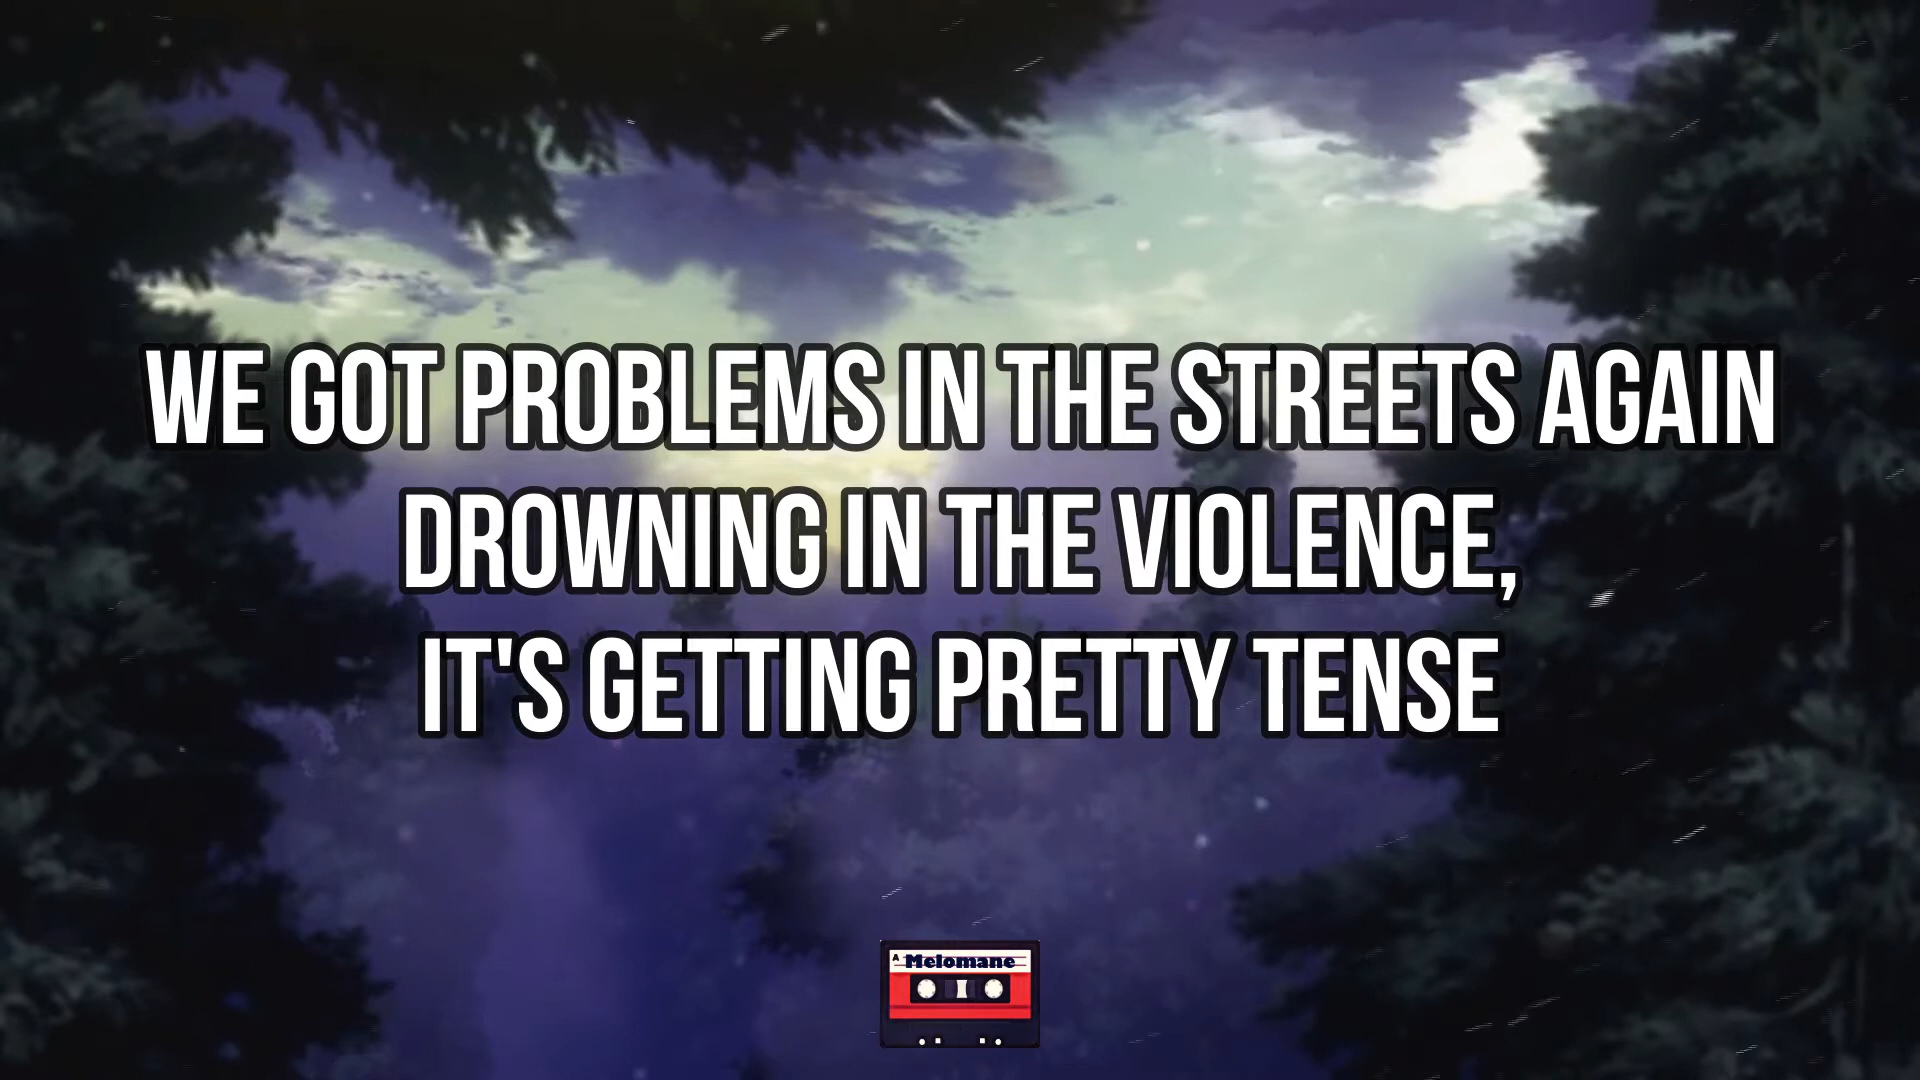 WE GOT PROBLEMS IN THE STREETS AGAIN
DROWNING IN THE VIOLENCE,
IT'S GETTING PRETTY TENSE
A Melomane